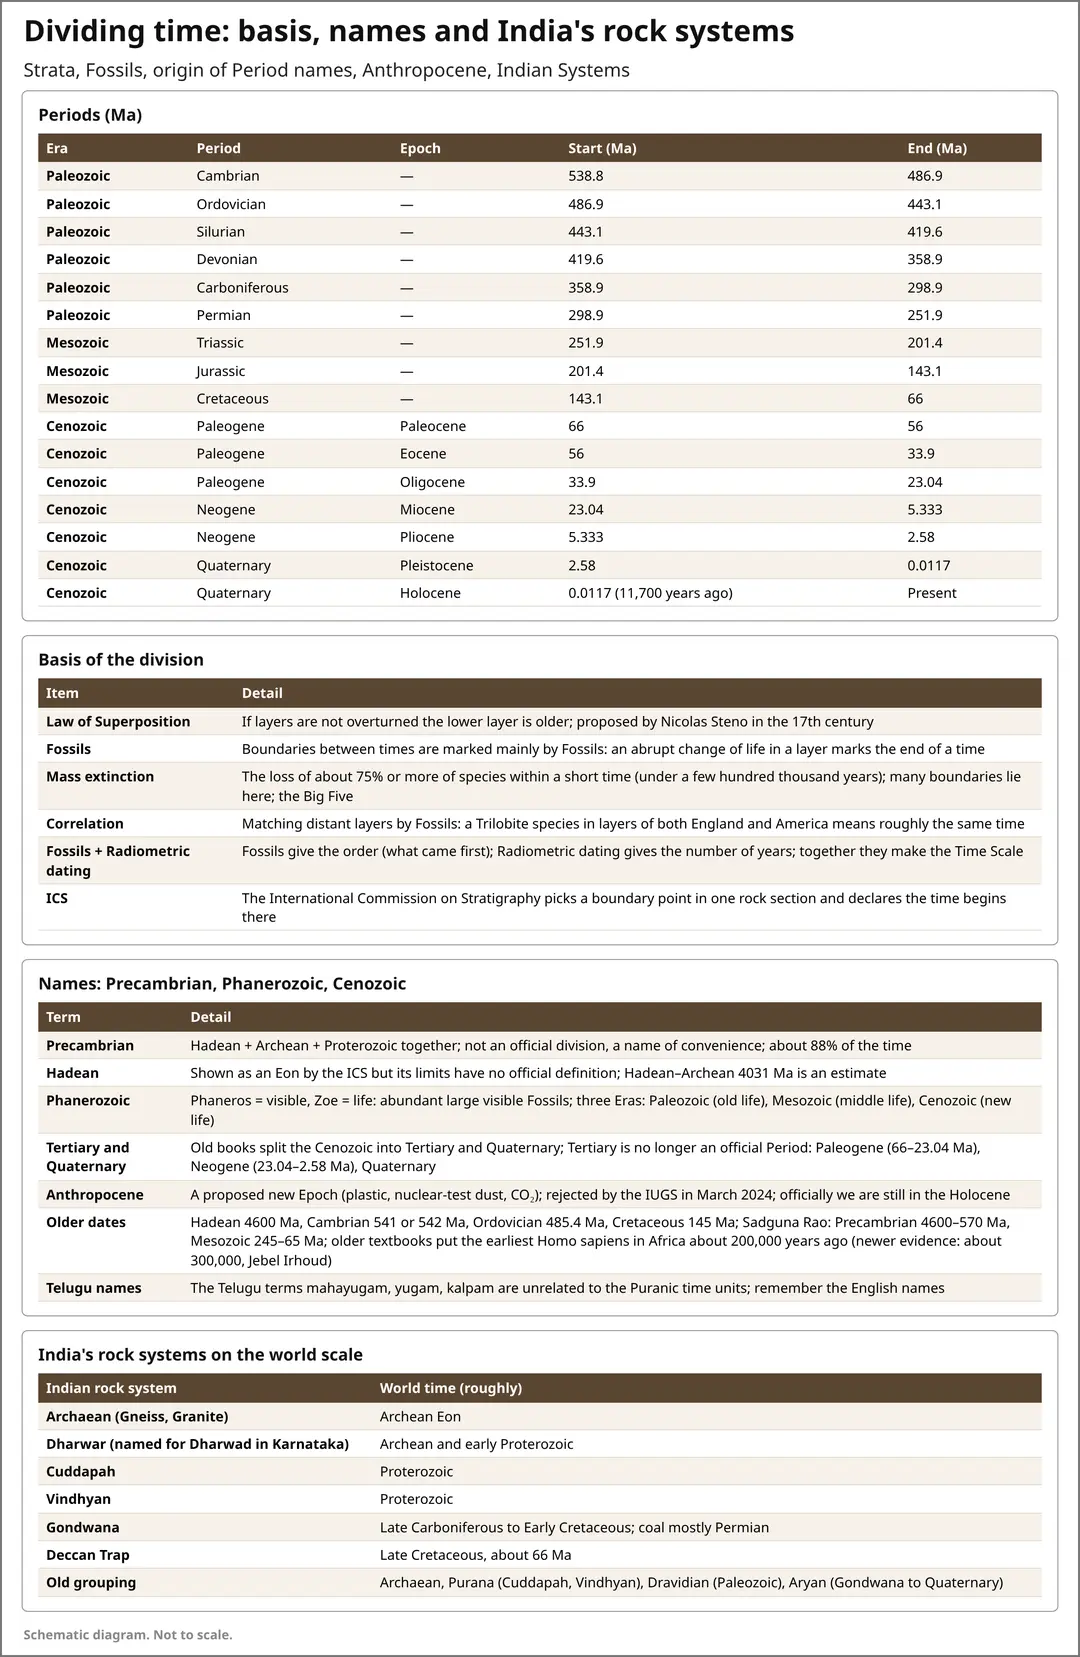 Dividing time: basis, names and India's rock systems
Strata, Fossils, origin of Period names, Anthropocene, Indian Systems
Periods (Ma)
Era Period Epoch Start (Ma) End (Ma)
Paleozoic Cambrian — 538.8 486.9
Paleozoic Ordovician — 486.9 443.1
Paleozoic Silurian — 443.1 419.6
Paleozoic Devonian — 419.6 358.9
Paleozoic Carboniferous — 358.9 298.9
Paleozoic Permian — 298.9 251.9
Mesozoic Triassic — 251.9 201.4
Mesozoic Jurassic — 201.4 143.1
Mesozoic Cretaceous — 143.1 66
Cenozoic Paleogene Paleocene 66 56
Cenozoic Paleogene Eocene 56 33.9
Cenozoic Paleogene Oligocene 33.9 23.04
Cenozoic Neogene Miocene 23.04 5.333
Cenozoic Neogene Pliocene 5.333 2.58
Cenozoic Quaternary Pleistocene 2.58 0.0117
Cenozoic Quaternary Holocene 0.0117 (11,700 years ago) Present
Basis of the division
Item Detail
Law of Superposition If layers are not overturned the lower layer is older; proposed by Nicolas Steno in the 17th century
Fossils Boundaries between times are marked mainly by Fossils: an abrupt change of life in a layer marks the end of a time
Mass extinction The loss of about 75% or more of species within a short time (under a few hundred thousand years); many boundaries lie
here; the Big Five
Correlation Matching distant layers by Fossils: a Trilobite species in layers of both England and America means roughly the same time
Fossils + Radiometric Fossils give the order (what came first); Radiometric dating gives the number of years; together they make the Time Scale
dating
ICS The International Commission on Stratigraphy picks a boundary point in one rock section and declares the time begins
there
Names: Precambrian, Phanerozoic, Cenozoic
Term Detail
Precambrian Hadean + Archean + Proterozoic together; not an official division, a name of convenience; about 88% of the time
Hadean Shown as an Eon by the ICS but its limits have no official definition; Hadean–Archean 4031 Ma is an estimate
Phanerozoic Phaneros = visible, Zoe = life: abundant large visible Fossils; three Eras: Paleozoic (old life), Mesozoic (middle life), Cenozoic (new
life)
Tertiary and Old books split the Cenozoic into Tertiary and Quaternary; Tertiary is no longer an official Period: Paleogene (66–23.04 Ma),
Quaternary Neogene (23.04–2.58 Ma), Quaternary
Anthropocene A proposed new Epoch (plastic, nuclear-test dust, CO₂); rejected by the IUGS in March 2024; officially we are still in the Holocene
Older dates Hadean 4600 Ma, Cambrian 541 or 542 Ma, Ordovician 485.4 Ma, Cretaceous 145 Ma; Sadguna Rao: Precambrian 4600–570 Ma,
Mesozoic 245–65 Ma; older textbooks put the earliest Homo sapiens in Africa about 200,000 years ago (newer evidence: about
300,000, Jebel Irhoud)
Telugu names The Telugu terms mahayugam, yugam, kalpam are unrelated to the Puranic time units; remember the English names
India's rock systems on the world scale
Indian rock system World time (roughly)
Archaean (Gneiss, Granite) Archean Eon
Dharwar (named for Dharwad in Karnataka) Archean and early Proterozoic
Cuddapah Proterozoic
Vindhyan Proterozoic
Gondwana Late Carboniferous to Early Cretaceous; coal mostly Permian
Deccan Trap Late Cretaceous, about 66 Ma
Old grouping Archaean, Purana (Cuddapah, Vindhyan), Dravidian (Paleozoic), Aryan (Gondwana to Quaternary)
Schematic diagram. Not to scale.